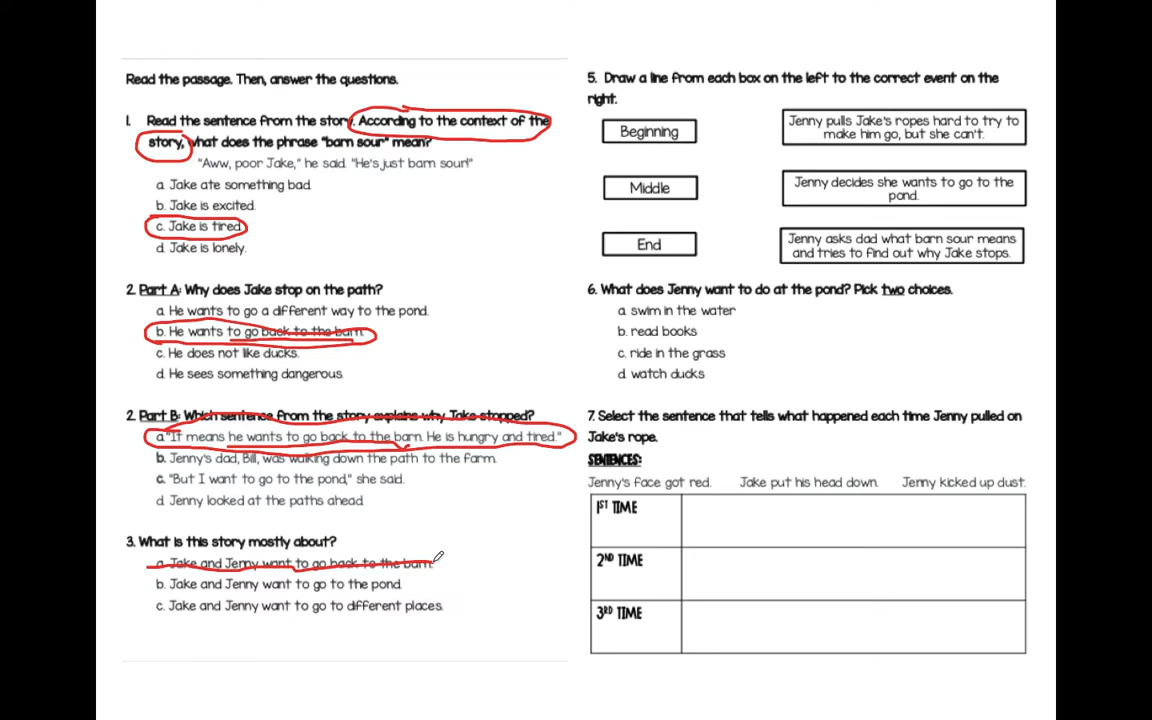 Read the passage. Then, answer the questions.
1. Read the sentence from the story. According to the context of the
story, what does the phrase "barn sour" mean?
"Aww, poor Jake," he said. "He's just barn sour!"
a. Jake ate something bad.
b. Jake is excited.
c. Jake is tired.
d. Jake is lonely.
2. Part A: Why does Jake stop on the path?
a. He wants to go a different way to the pond.
b. He wants to go back to the barn.
c. He does not like ducks.
d. He sees something dangerous.
2. Part B: Which sentence from the story explains why Jake stopped?
a. "It means he wants to go back to the barn. He is hungry and tired."
b. Jenny's dad, Bill, was walking down the path to the farm.
c. "But I want to go to the pond," she said.
d. Jenny looked at the paths ahead.
3. What is this story mostly about?
a. Jake and Jenny want to go back to the barn.
b. Jake and Jenny want to go to the pond.
c. Jake and Jenny want to go to different places.
5. Draw a line from each box on the left to the correct event on the
right.
Beginning
Jenny pulls Jake's ropes hard to try to
make him go, but she can't.
Middle
Jenny decides she wants to go to the
pond.
End
Jenny asks dad what barn sour means
and tries to find out why Jake stops.
6. What does Jenny want to do at the pond? Pick two choices.
a. swim in the water
b. read books
c. ride in the grass
d. watch ducks
7. Select the sentence that tells what happened each time Jenny pulled on
Jake's rope.
SENTENCES:
Jenny's face got red. Jake put his head down. Jenny kicked up dust.
1ST TIME
2ND TIME
3RD TIME